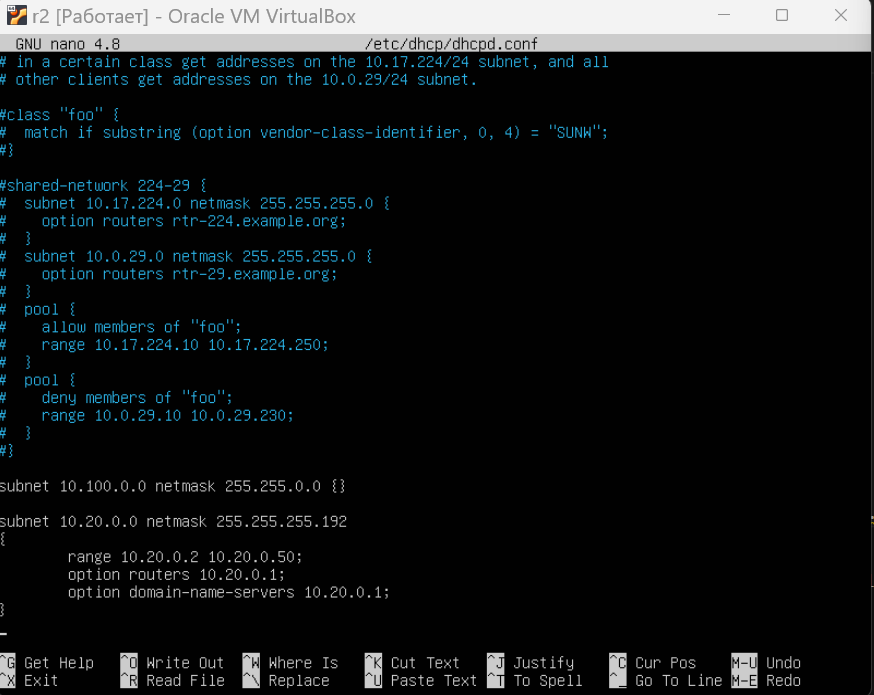 r2 [Работает] - Oracle VM VirtualBox
GNU nano 4.8 /etc/dhcp/dhcpd.conf
# in a certain class get addresses on the 10.17.224/24 subnet, and all
# other clients get addresses on the 10.0.29/24 subnet.
#class "foo" {
#  match if substring (option vendor-class-identifier, 0, 4) = "SUNW";
#}
#shared-network 224-29 {
#  subnet 10.17.224.0 netmask 255.255.255.0 {
#    option routers rtr-224.example.org;
#  }
#  subnet 10.0.29.0 netmask 255.255.255.0 {
#    option routers rtr-29.example.org;
#  }
#  pool {
#    allow members of "foo";
#    range 10.17.224.10 10.17.224.250;
#  }
#  pool {
#    deny members of "foo";
#    range 10.0.29.10 10.0.29.230;
#  }
#}
subnet 10.100.0.0 netmask 255.255.0.0 {}
subnet 10.20.0.0 netmask 255.255.255.192
{
range 10.20.0.2 10.20.0.50;
option routers 10.20.0.1;
option domain-name-servers 10.20.0.1;
}
^G Get Help ^O Write Out ^W Where Is ^K Cut Text ^J Justify ^C Cur Pos M-U Undo
^X Exit ^R Read File ^\ Replace ^U Paste Text ^T To Spell ^_ Go To Line M-E Redo